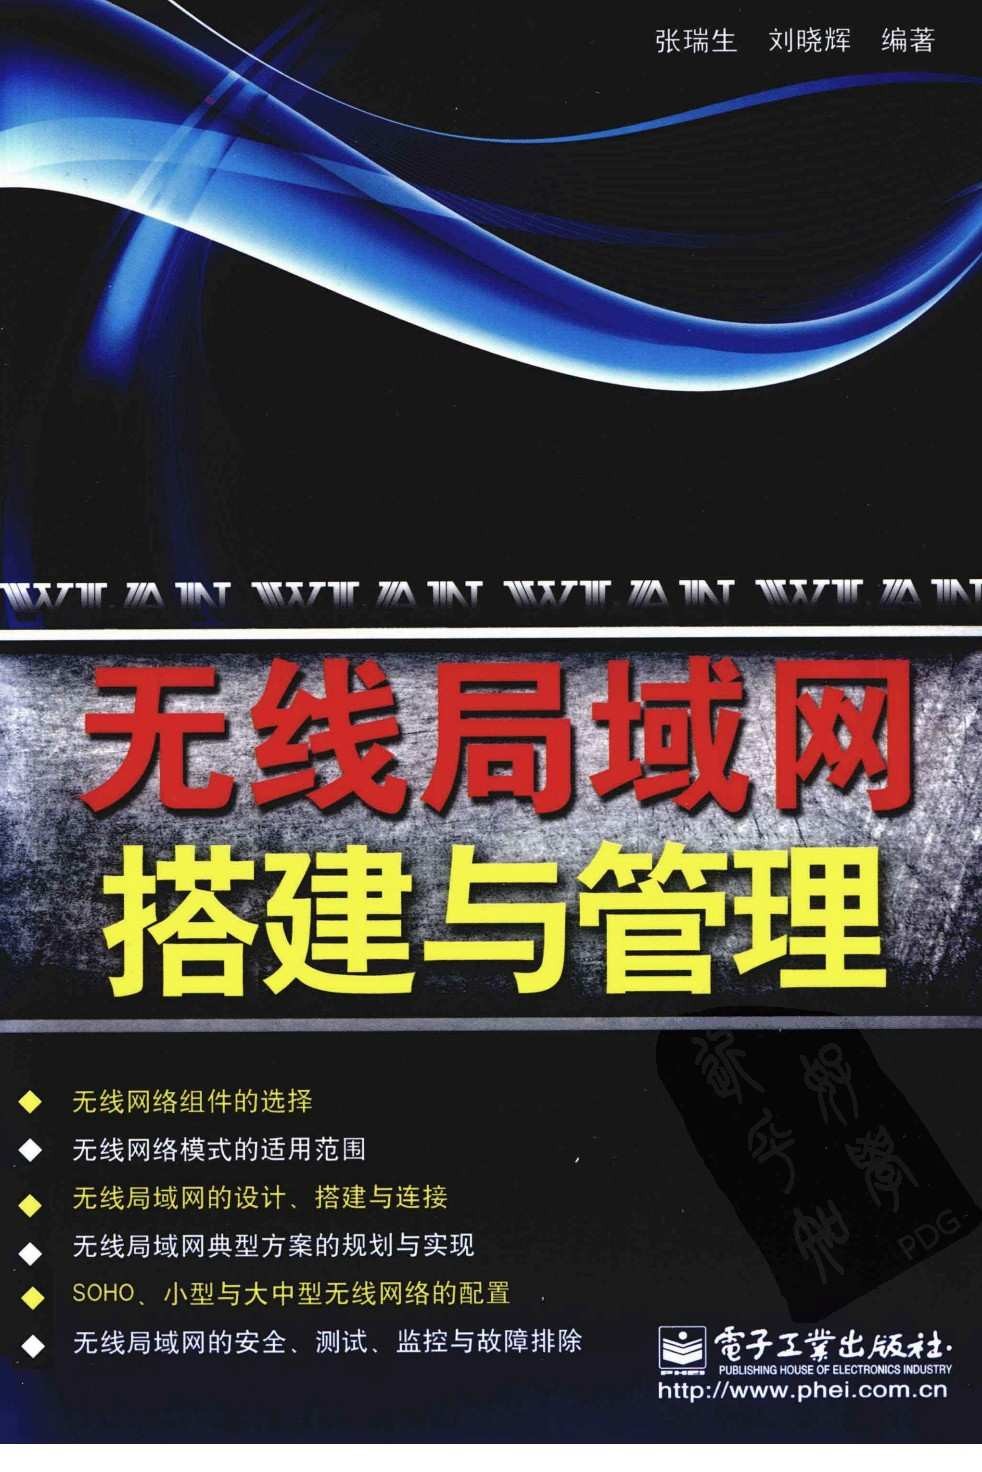 张瑞生 刘晓辉 编著
WLAN WLAN WLAN WLAN
无线局域网
搭建与管理
◆ 无线网络组件的选择
◆ 无线网络模式的适用范围
◆ 无线局域网的设计、搭建与连接
◆ 无线局域网典型方案的规划与实现
◆ SOHO、小型与大中型无线网络的配置
◆ 无线局域网的安全、测试、监控与故障排除
PDG
PHEI
電子工業出版社·
PUBLISHING HOUSE OF ELECTRONICS INDUSTRY
http://www.phei.com.cn